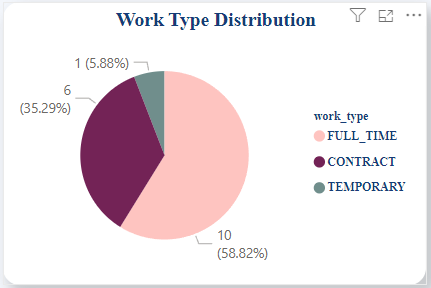 Work Type Distribution
1 (5.88%)
6
(35.29%)
10
(58.82%)
work_type
FULL_TIME
CONTRACT
TEMPORARY